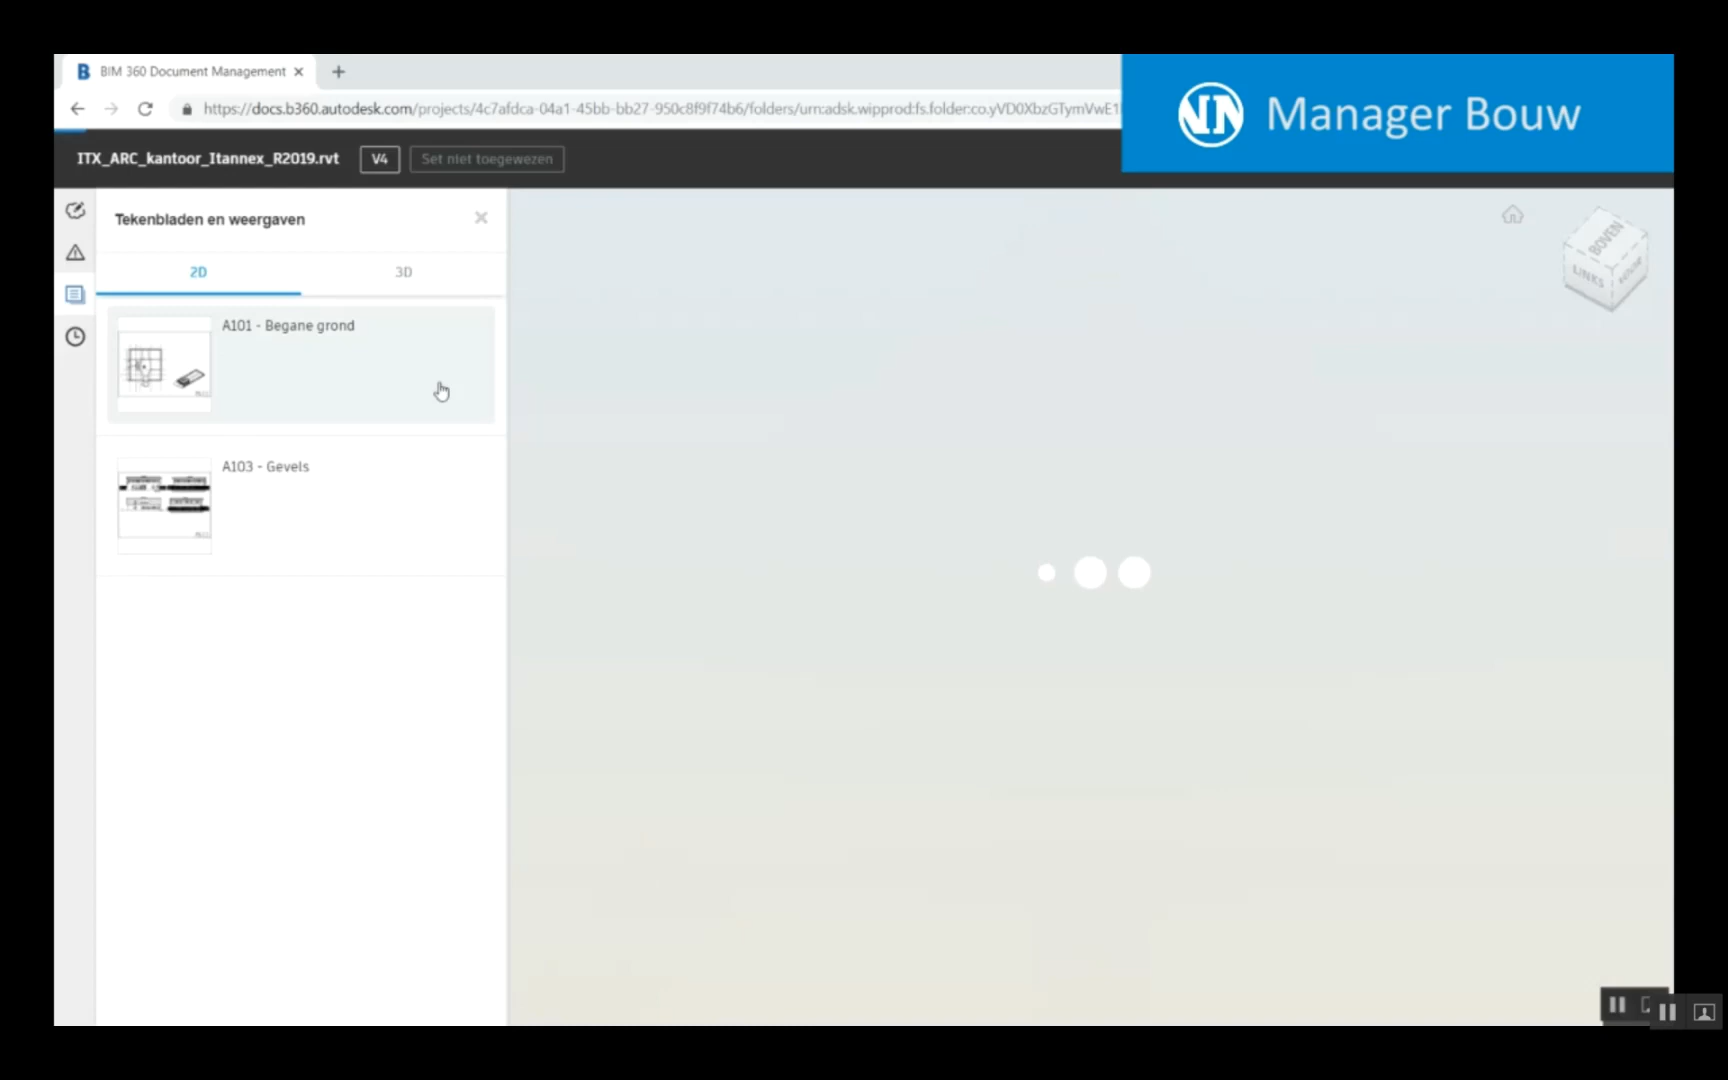 BIM 360 Document Management
https://docs.b360.autodesk.com/projects/4c7afdca-04a1-45bb-bb27-950c8f9f74b6/folders/urn:adsk.wipprod:fs.folder:co.yVD0XbzGTymVwE1
Manager Bouw
ITX_ARC_kantoor_Itannex_R2019.rvt V4 Set niet toegewezen
Tekenbladen en weergaven
2D 3D
A101 - Begane grond
A103 - Gevels
BOVEN
LINKS VOOR